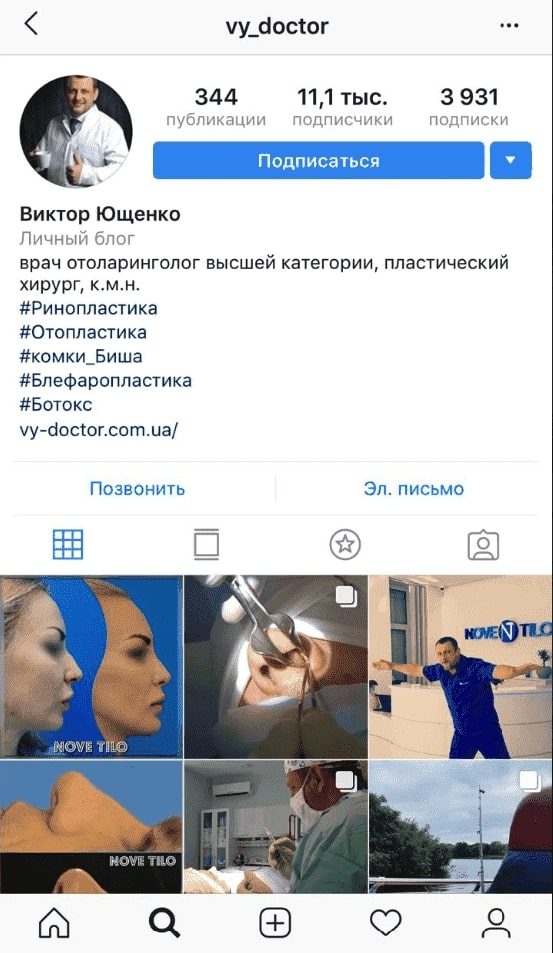 vy_doctor
344
11,1 тыс.
3 931
публикации
подписчики
подписки
Подписаться
Виктор Ющенко
Личный блог
врач отоларинголог высшей категории, пластический
хирург, к.м.н.
#Ринопластика
#Отопластика
#комки_Биша
#Блефаропластика
#Ботокс
vy-doctor.com.ua/
Позвонить
Эл. письмо
NOVE TILO
NOVE N TILO
NOVE TILO